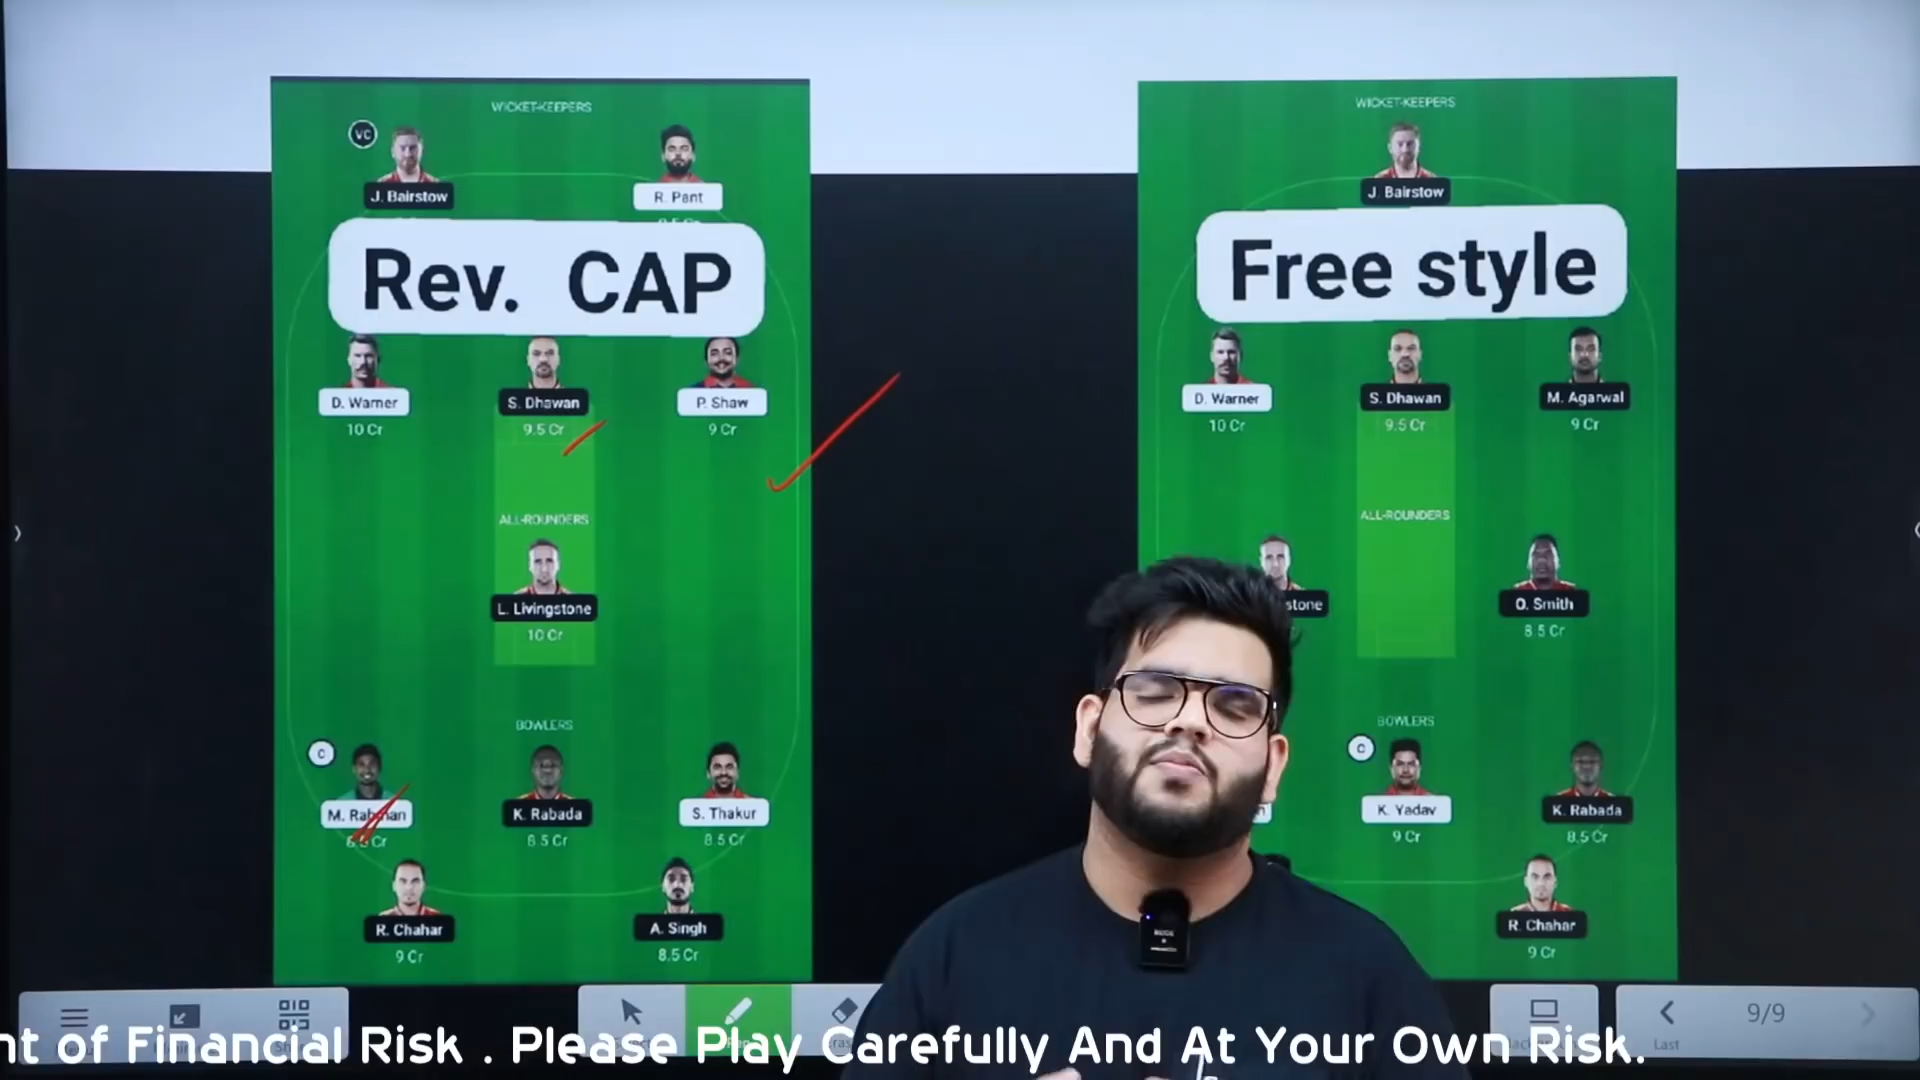 WICKET-KEEPERS
VC
J. Bairstow
R. Pant
Rev. CAP
D. Warner
S. Dhawan
P. Shaw
10 Cr
9.5 Cr
9 Cr
ALL-ROUNDERS
L. Livingstone
10 Cr
BOWLERS
C
K. Rabada
S. Thakur
8.5 Cr
8.5 Cr
R. Chahar
A. Singh
9 Cr
8.5 Cr
WICKET-KEEPERS
J. Bairstow
Free style
D. Warner
S. Dhawan
M. Agarwal
10 Cr
9.5 Cr
9 Cr
ALL-ROUNDERS
stone
O. Smith
8.5 Cr
BOWLERS
C
K. Yadav
K. Rabada
9 Cr
8.5 Cr
R. Chahar
9 Cr
9/9
Last
nt of Financial Risk . Please Play Carefully And At Your Own Risk.